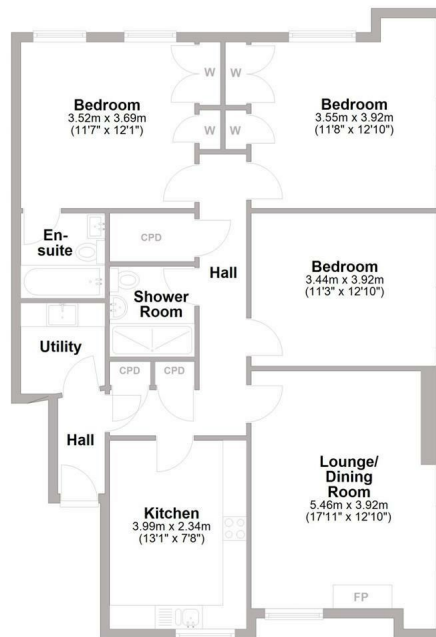 W
W
Bedroom
3.52m x 3.69m
(11'7" x 12'1")
Bedroom
3.55m x 3.92m
(11'8" x 12'10")
W
W
En-
suite
CPD
Hall
Bedroom
3.44m x 3.92m
(11'3" x 12'10")
Shower
Room
Utility
CPD
CPD
Hall
Lounge/
Dining
Room
5.46m x 3.92m
(17'11" x 12'10")
Kitchen
3.99m x 2.34m
(13'1" x 7'8")
FP